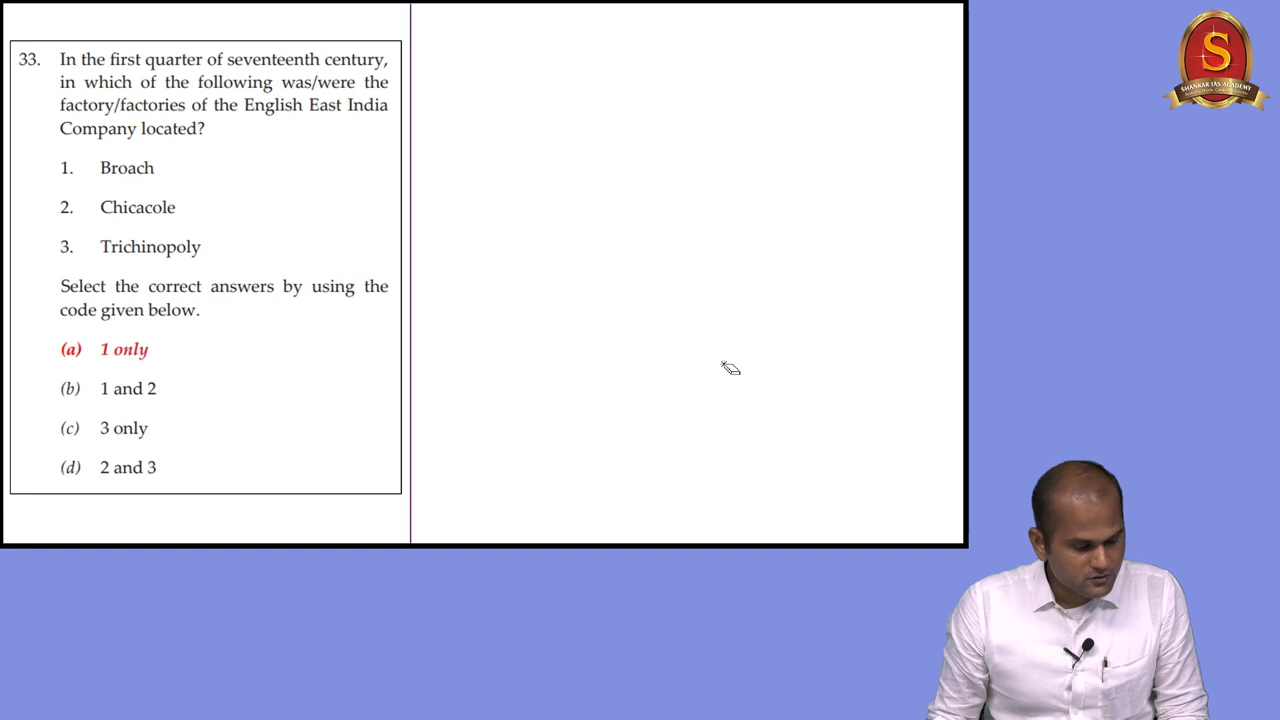 33. In the first quarter of seventeenth century,
in which of the following was/were the
factory/factories of the English East India
Company located?
1. Broach
2. Chicacole
3. Trichinopoly
Select the correct answers by using the
code given below.
(a) 1 only
(b) 1 and 2
(c) 3 only
(d) 2 and 3
S
SHANKAR IAS ACADEMY